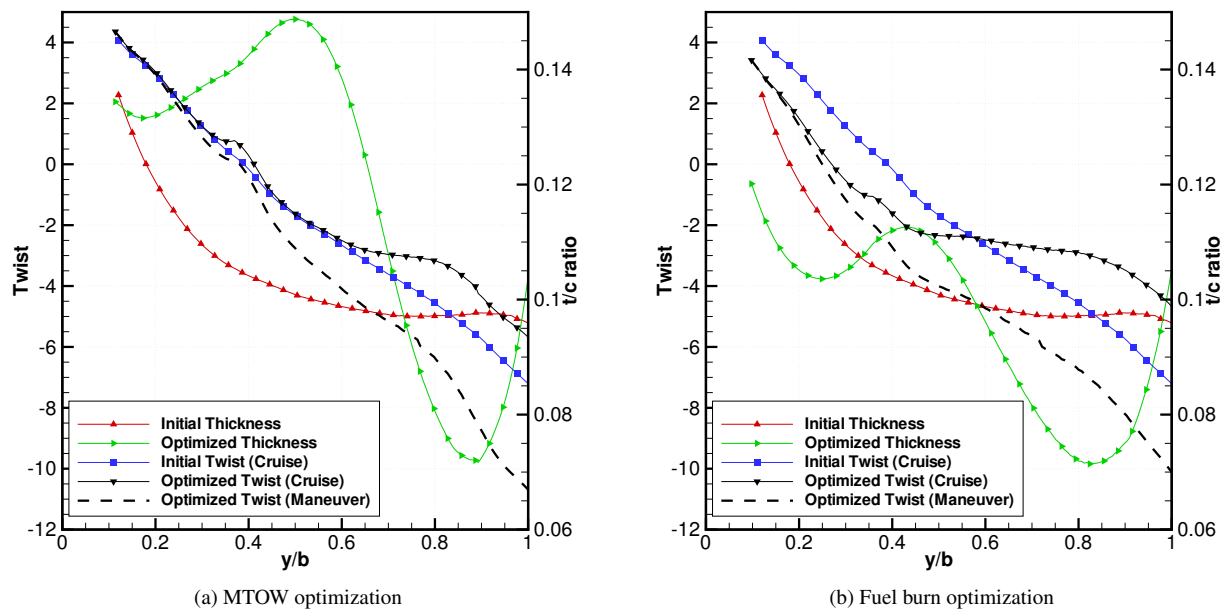 4
2
0
-2
-4
-6
-8
-10
-12
Twist
0.14
0.12
0.1
0.08
0.06
t/c ratio
Initial Thickness
Optimized Thickness
Initial Twist (Cruise)
Optimized Twist (Cruise)
Optimized Twist (Maneuver)
0 0.2 0.4 0.6 0.8 1
y/b
(a) MTOW optimization
4
2
0
-2
-4
-6
-8
-10
-12
Twist
0.14
0.12
0.1
0.08
0.06
t/c ratio
Initial Thickness
Optimized Thickness
Initial Twist (Cruise)
Optimized Twist (Cruise)
Optimized Twist (Maneuver)
0 0.2 0.4 0.6 0.8 1
y/b
(b) Fuel burn optimization